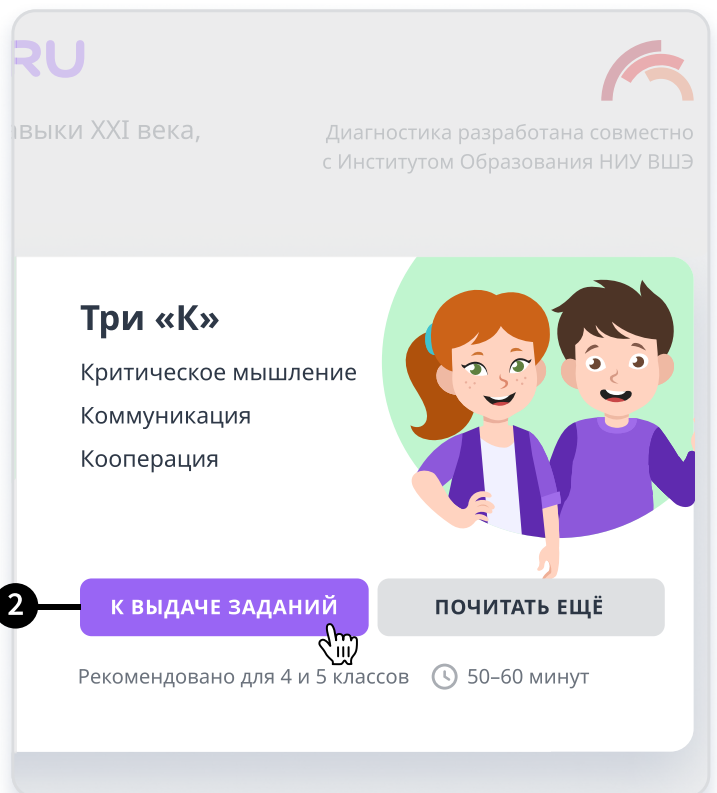 RU
выки XXI века,
Диагностика разработана совместно
с Институтом Образования НИУ ВШЭ
Три «К»
Критическое мышление
Коммуникация
Кооперация
2
К ВЫДАЧЕ ЗАДАНИЙ
ПОЧИТАТЬ ЕЩЁ
Рекомендовано для 4 и 5 классов
50–60 минут